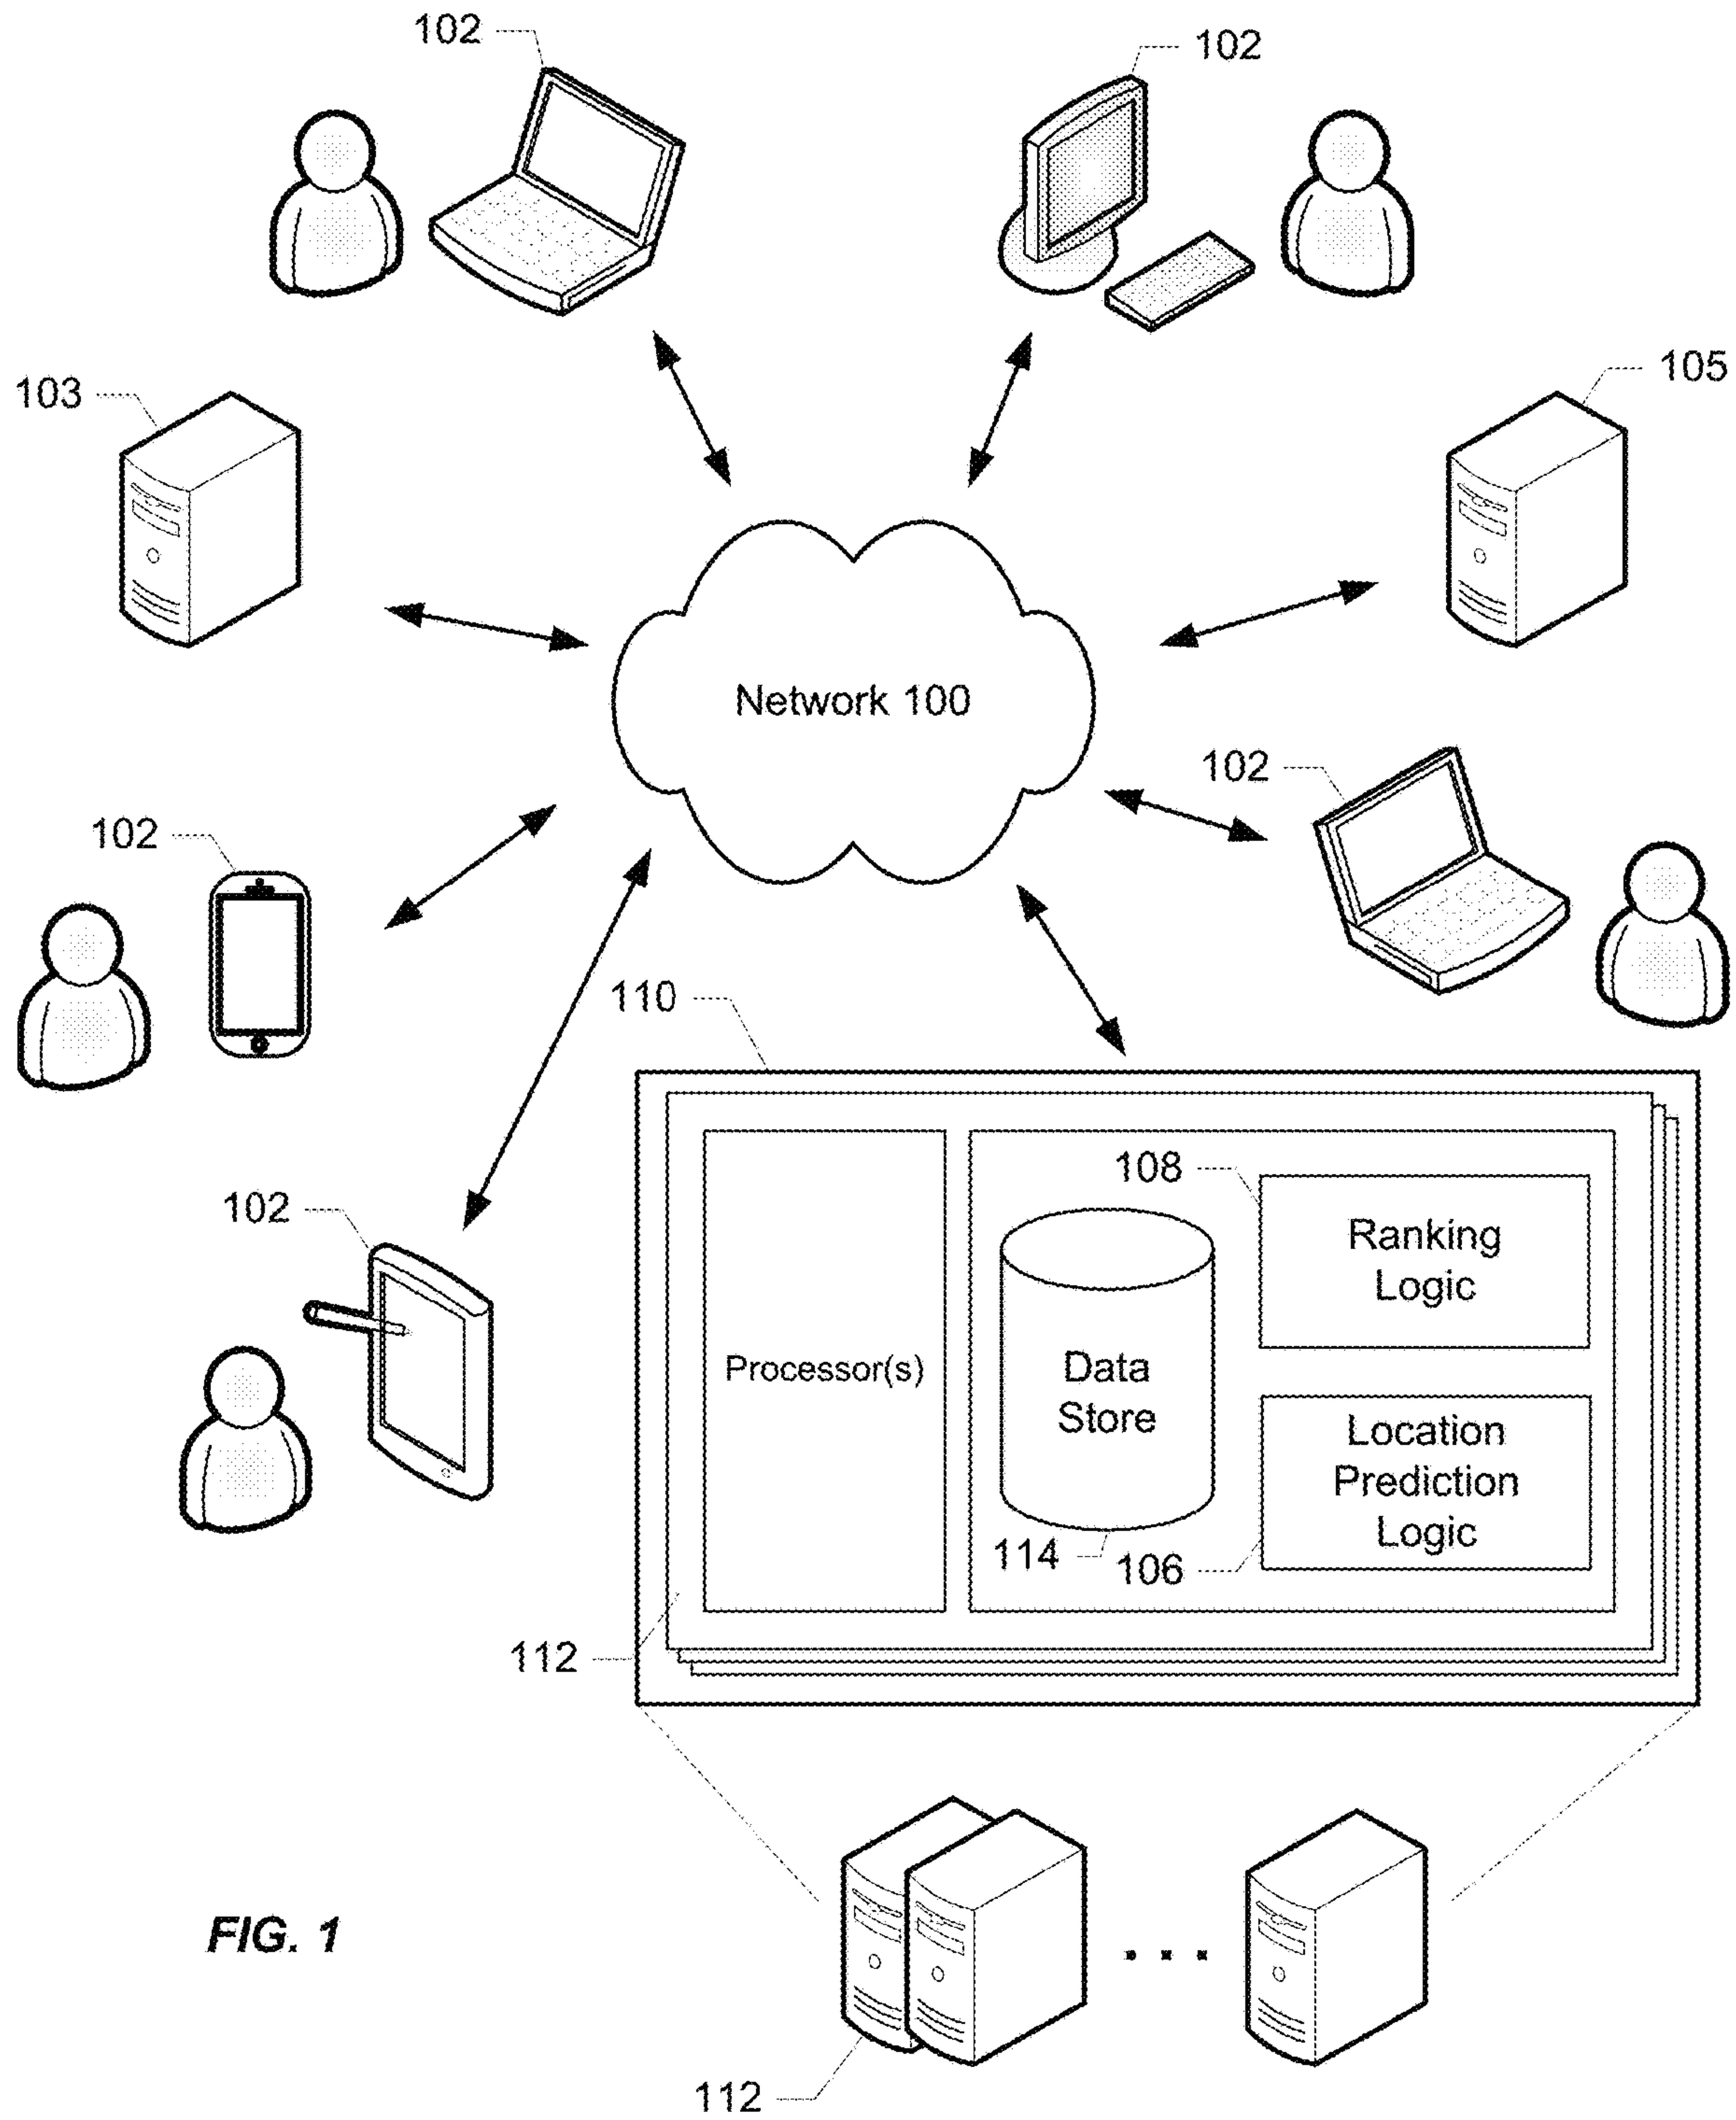 102
102
103
105
Network 100
102
102
110
108
Ranking
Logic
102
Processor(s)
Data
Store
Location
Prediction
Logic
114
106
112
FIG. 1
112